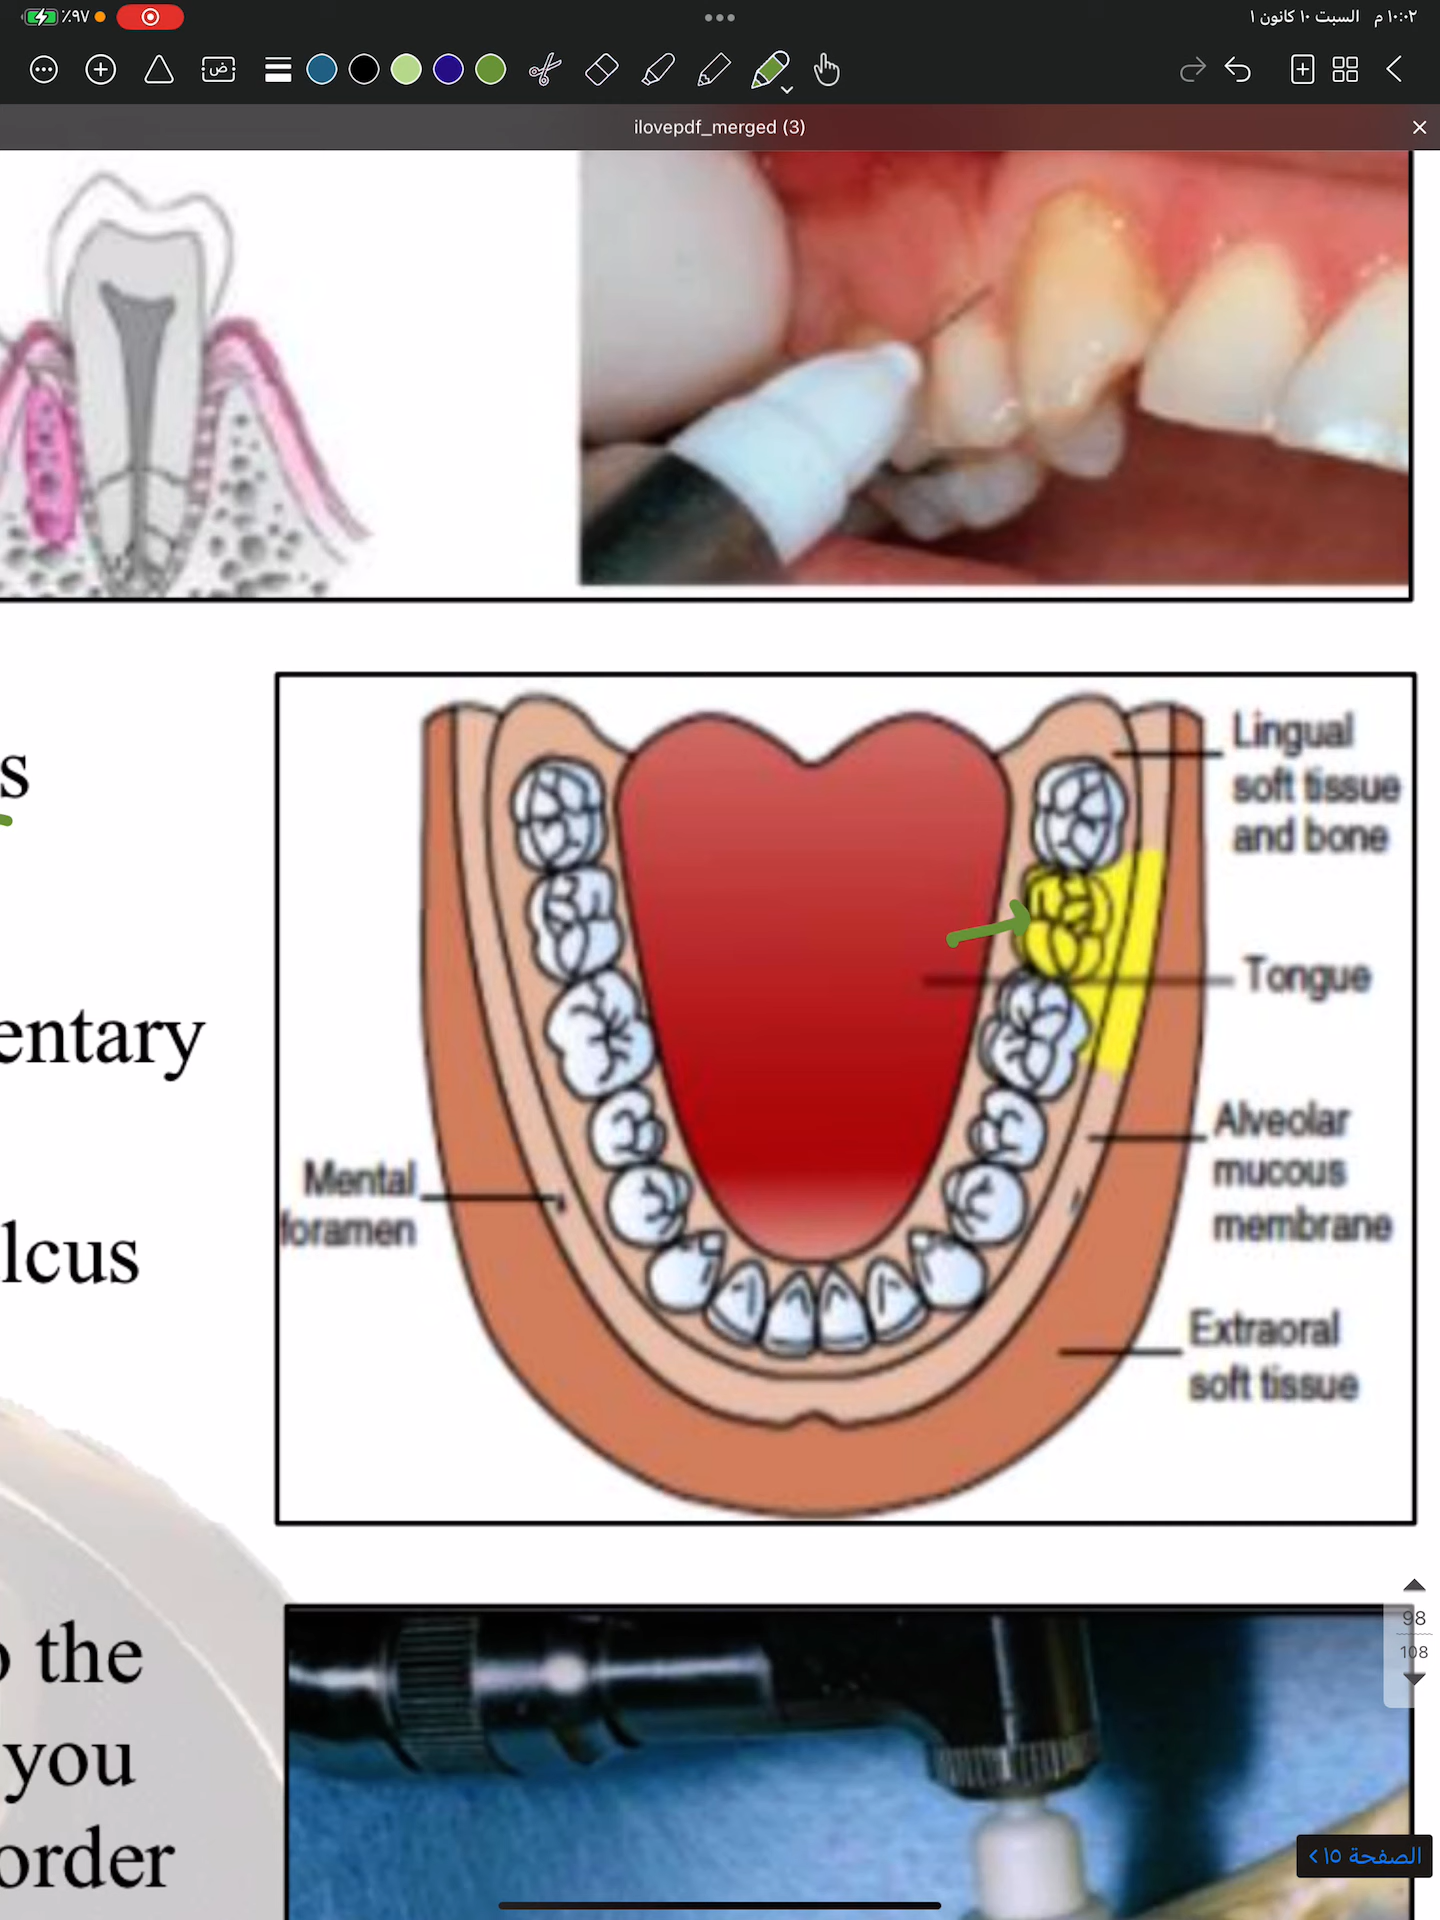 ٪٩٧
١٠:٠٢ م السبت ١٠ كانون ١
ض
ilovepdf_merged (3)
s
entary
lcus
o the
you
order
Lingual
soft tissue
and bone
Tongue
Alveolar
mucous
membrane
Extraoral
soft tissue
Mental
foramen
98
108
الصفحة ١٥